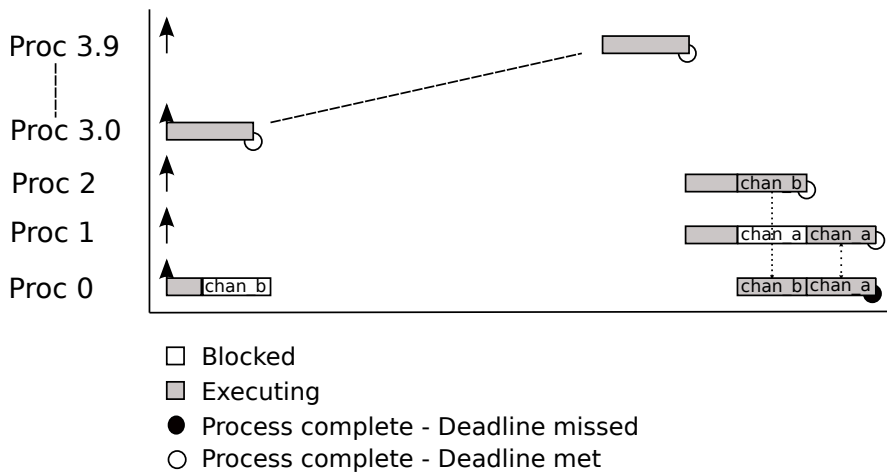 Proc 3.9
Proc 3.0
Proc 2 chan_b
Proc 1 chan_a chan_a
Proc 0 chan_b chan_b chan_a
Blocked
Executing
Process complete - Deadline missed
Process complete - Deadline met